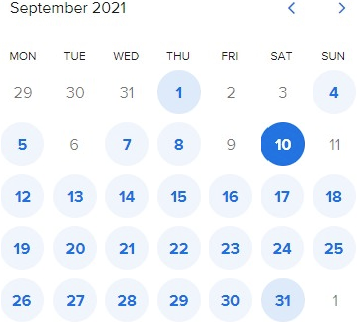 September 2021
MON TUE WED THU FRI SAT SUN
29 30 31 1 2 3 4
5 6 7 8 9 10 11
12 13 14 15 16 17 18
19 20 21 22 23 24 25
26 27 28 29 30 31 1